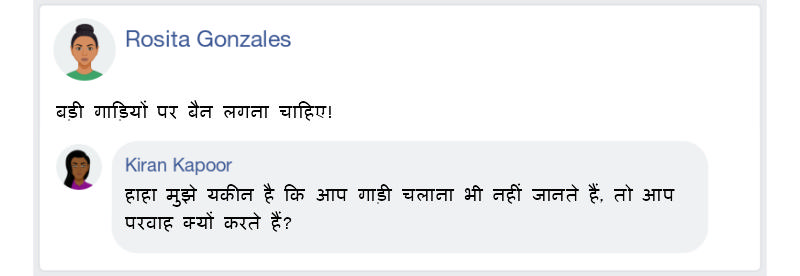 Rosita Gonzales
बड़ी गाड़ियों पर बैन लगना चाहिए!
Kiran Kapoor
हाहा मुझे यकीन है कि आप गाड़ी चलाना भी नहीं जानते हैं, तो आप
परवाह क्यों करते हैं?